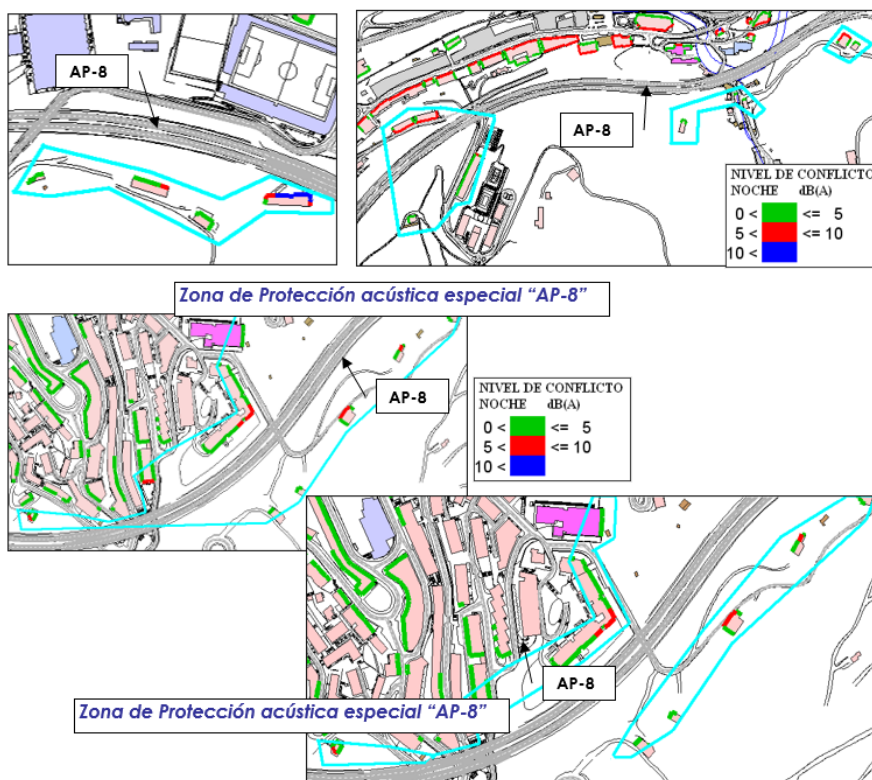 AP-8
AP-8
NIVEL DE CONFLICTO
NOCHE dB(A)
0 < <= 5
5 < <= 10
10 <
Zona de Protección acústica especial “AP-8”
AP-8
NIVEL DE CONFLICTO
NOCHE dB(A)
0 < <= 5
5 < <= 10
10 <
AP-8
Zona de Protección acústica especial “AP-8”